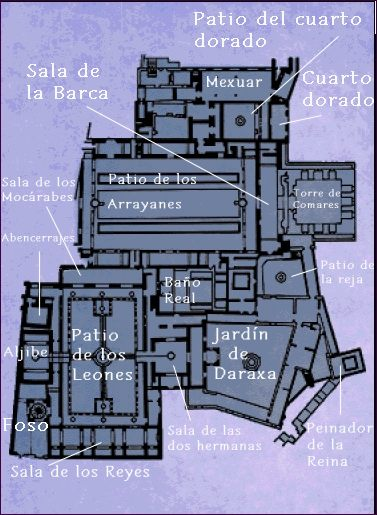 Patio del cuarto
dorado
Sala de
la Barca
Mexuar
Cuarto
dorado
Patio de los
Arrayanes
Torre de
Comares
Sala de los
Mocárabes
Abencerrajes
Baño
Real
Patio de
la reja
Patio
de los
Leones
Jardín
de
Daraxa
Aljibe
Foso
Sala de los Reyes
Sala de las
dos hermanas
Peinador
de la
Reina